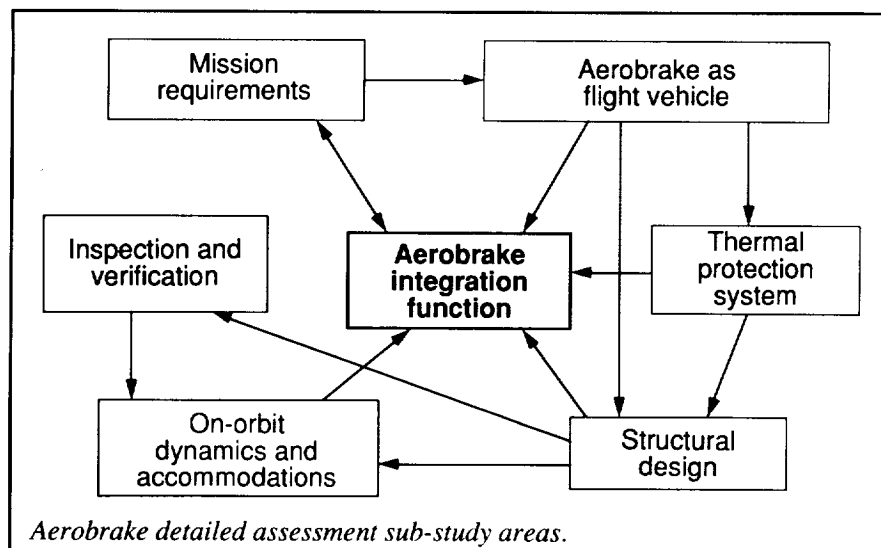 Mission
requirements
Aerobrake as
flight vehicle
Inspection and
verification
Aerobrake
integration
function
Thermal
protection
system
On-orbit
dynamics and
accommodations
Structural
design
Aerobrake detailed assessment sub-study areas.